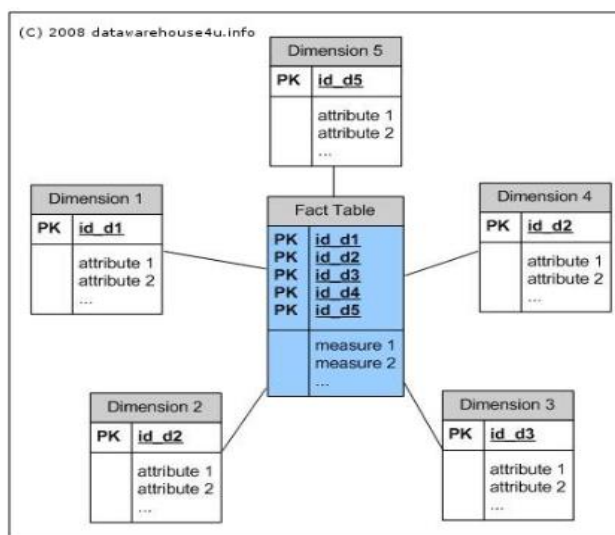 (C) 2008 datawarehouse4u.info
Dimension 5
PK id_d5
attribute 1
attribute 2
...
Dimension 1
PK id_d1
attribute 1
attribute 2
...
Fact Table
PK id_d1
PK id_d2
PK id_d3
PK id_d4
PK id_d5
measure 1
measure 2
...
Dimension 4
PK id_d2
attribute 1
attribute 2
...
Dimension 2
PK id_d2
attribute 1
attribute 2
...
Dimension 3
PK id_d3
attribute 1
attribute 2
...